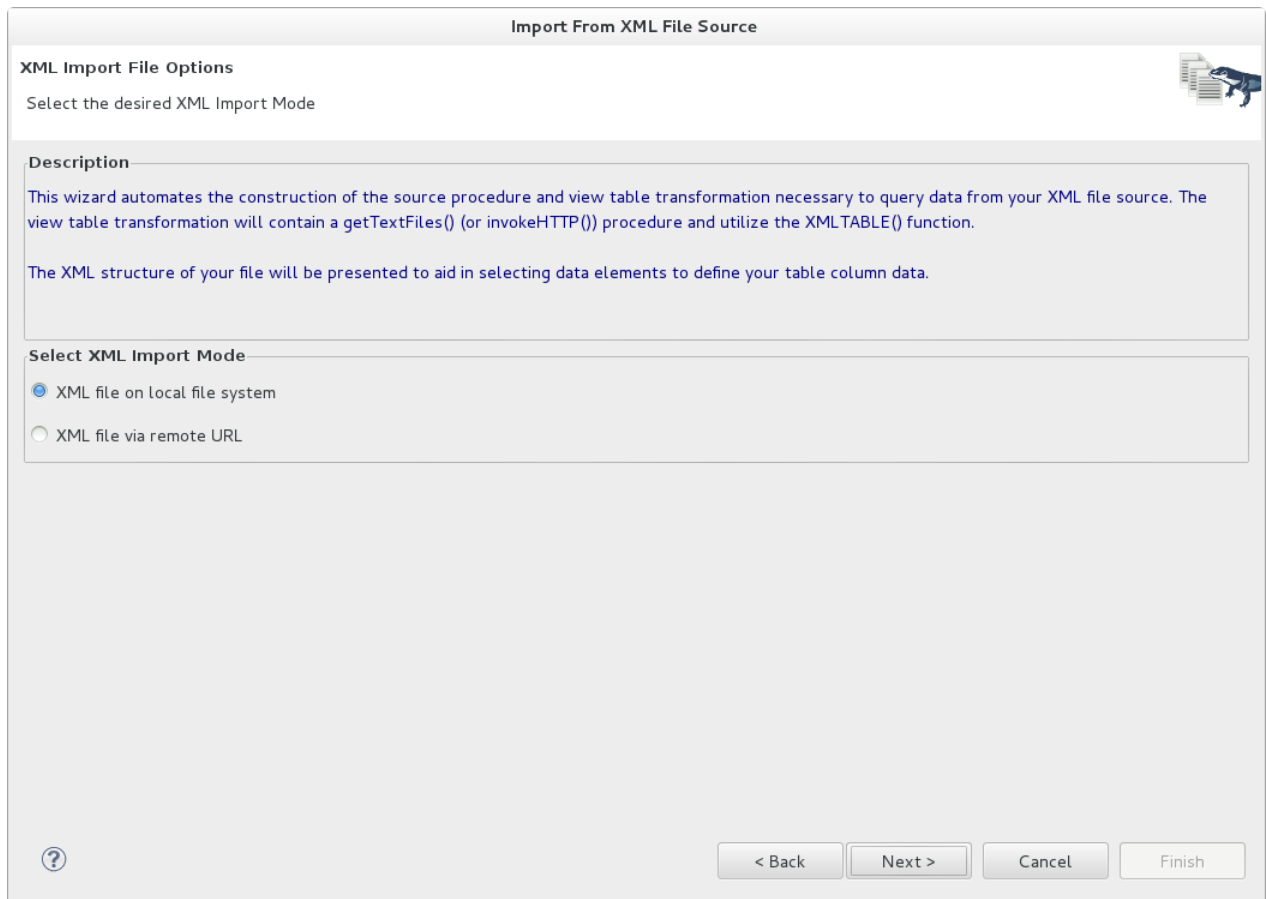 Import From XML File Source
XML Import File Options
Select the desired XML Import Mode
Description
This wizard automates the construction of the source procedure and view table transformation necessary to query data from your XML file source. The
view table transformation will contain a getTextFiles() (or invokeHTTP()) procedure and utilize the XMLTABLE() function.
The XML structure of your file will be presented to aid in selecting data elements to define your table column data.
Select XML Import Mode
XML file on local file system
XML file via remote URL
?
< Back
Next >
Cancel
Finish